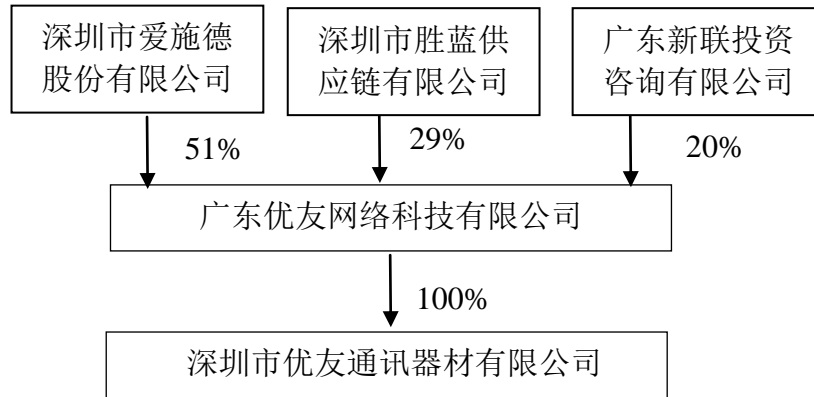 深圳市爱施德
股份有限公司
深圳市胜蓝供
应链有限公司
广东新联投资
咨询有限公司
51%
29%
20%
广东优友网络科技有限公司
100%
深圳市优友通讯器材有限公司